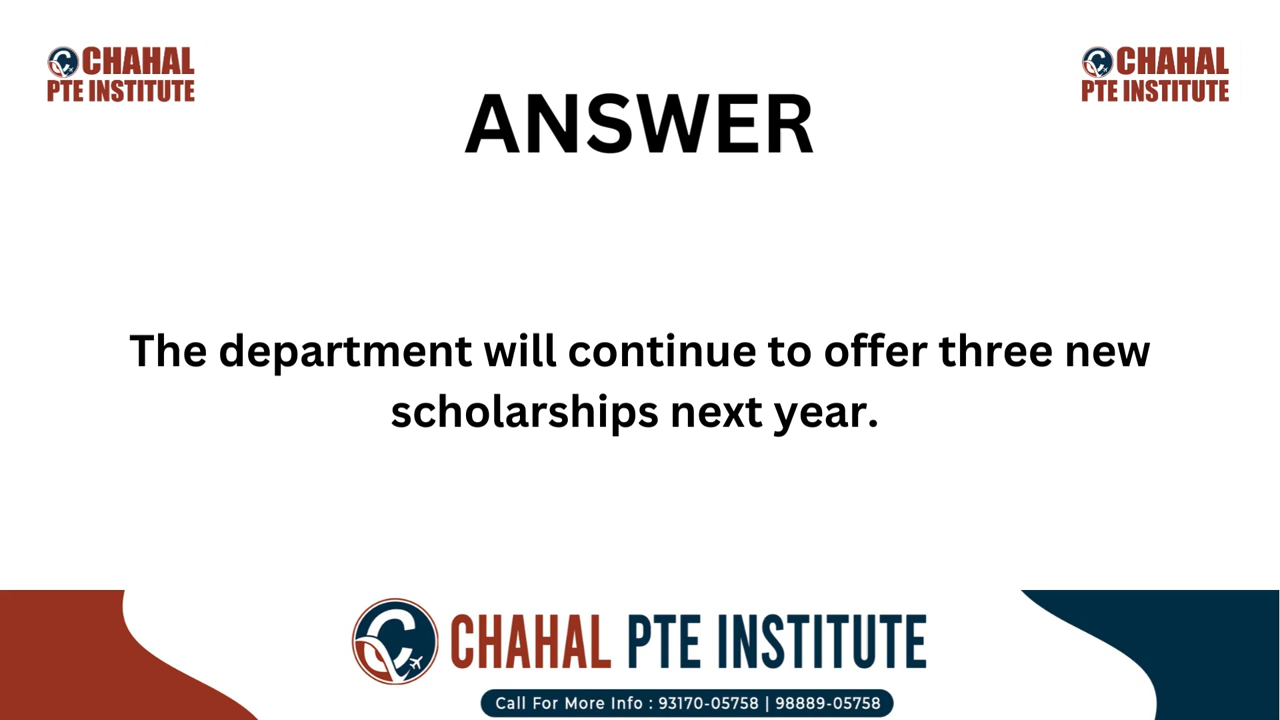 CHAHAL
PTE INSTITUTE
CHAHAL
PTE INSTITUTE
ANSWER
The department will continue to offer three new
scholarships next year.
CHAHAL PTE INSTITUTE
Call For More Info : 93170-05758 | 98889-05758